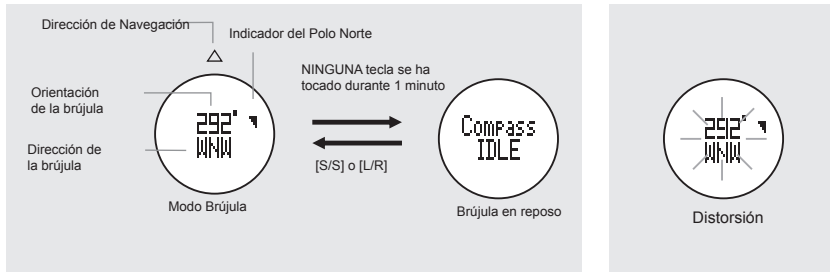 Dirección de Navegación
Indicador del Polo Norte
Orientación
de la brújula
Dirección de
la brújula
292°
WNW
Modo Brújula
NINGUNA tecla se ha
tocado durante 1 minuto
[S/S] o [L/R]
Compass
IDLE
Brújula en reposo
292°
WNW
Distorsión